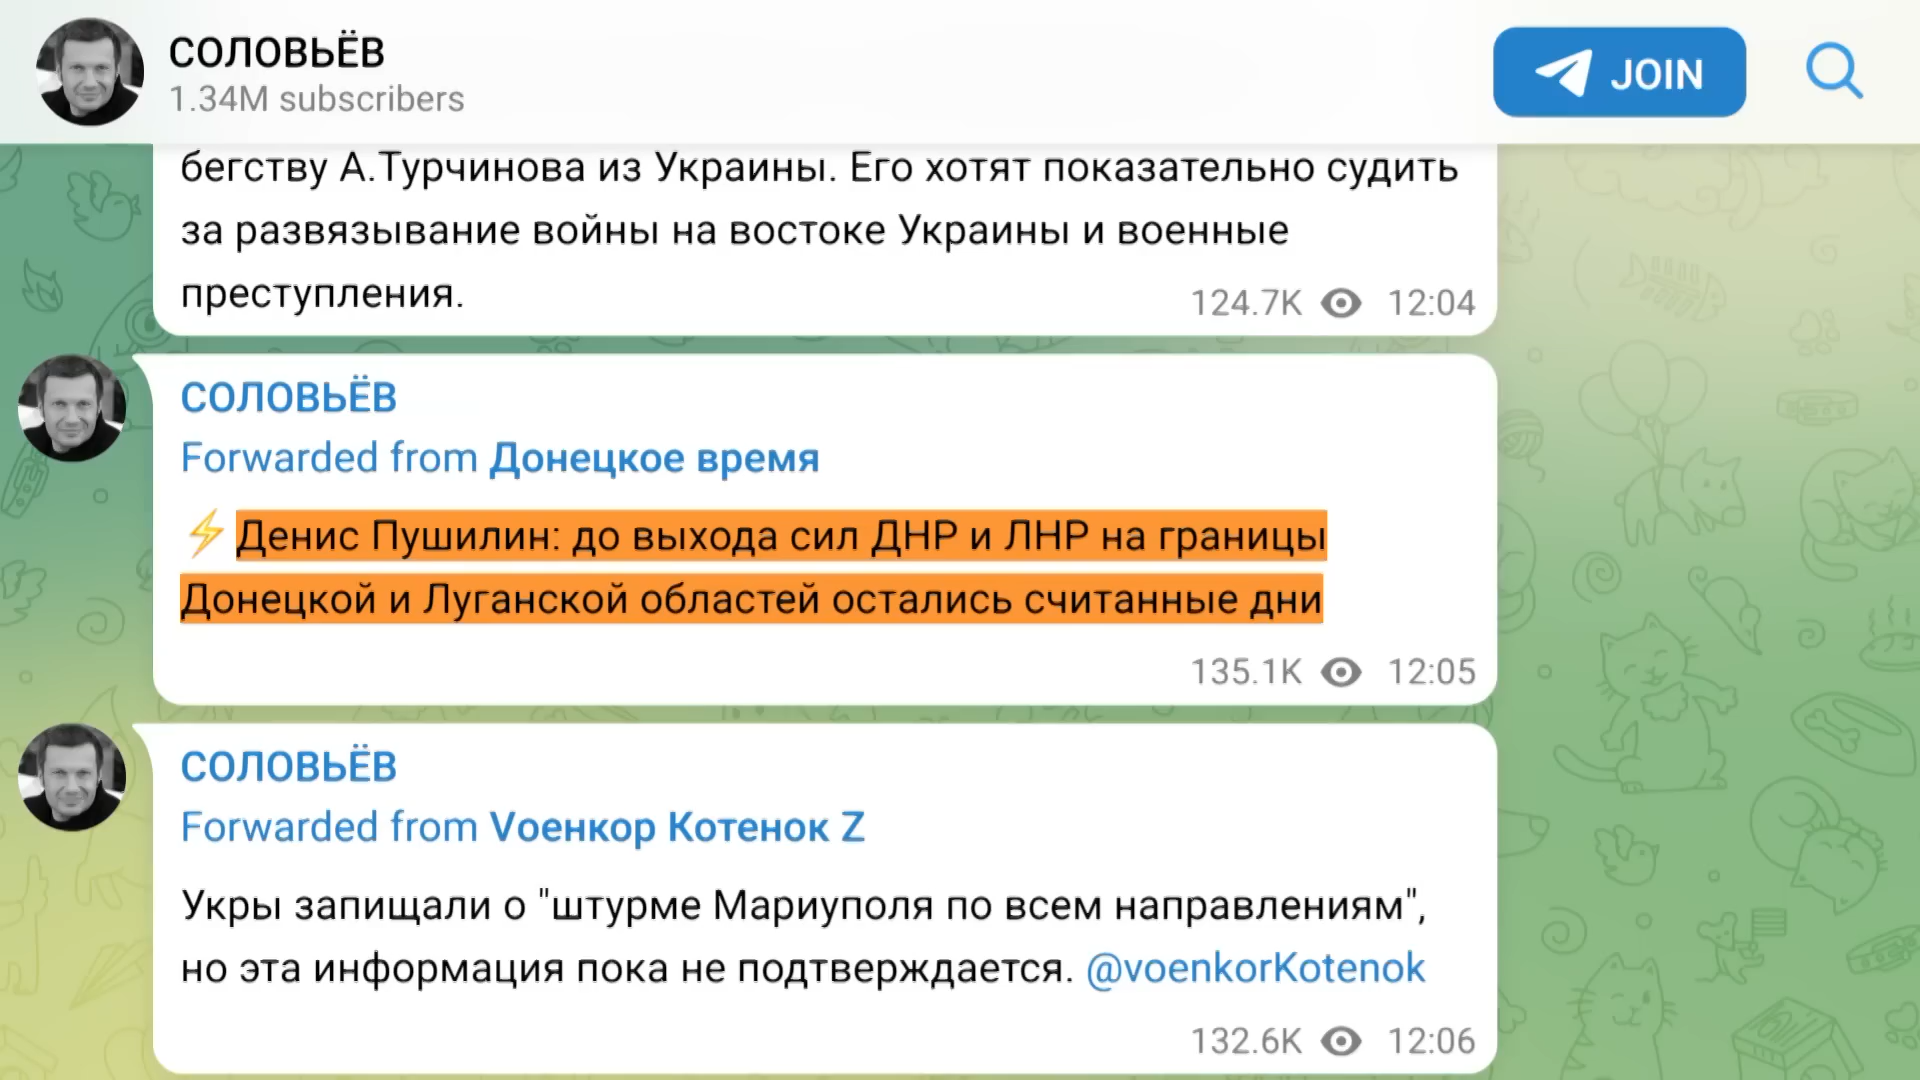 СОЛОВЬЁВ
1.34M subscribers
JOIN
бегству А.Турчинова из Украины. Его хотят показательно судить
за развязывание войны на востоке Украины и военные
преступления.
124.7K 12:04
СОЛОВЬЁВ
Forwarded from Донецкое время
⚡Денис Пушилин: до выхода сил ДНР и ЛНР на границы
Донецкой и Луганской областей остались считанные дни
135.1K 12:05
СОЛОВЬЁВ
Forwarded from Vоенкор Котенок Z
Укры запищали о "штурме Мариуполя по всем направлениям",
но эта информация пока не подтверждается. @voenkorKotenok
132.6K 12:06